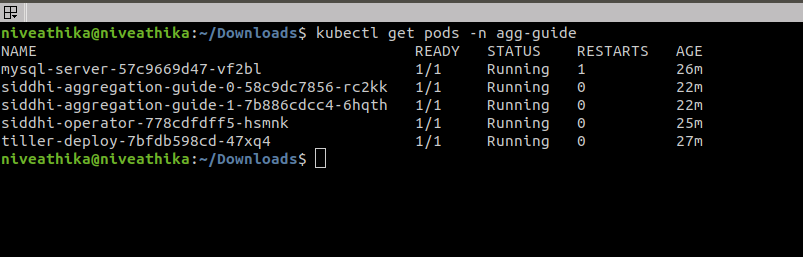 niveathika@niveathika:~/Downloads$ kubectl get pods -n agg-guide
NAME READY STATUS RESTARTS AGE
mysql-server-57c9669d47-vf2bl 1/1 Running 1 26m
siddhi-aggregation-guide-0-58c9dc7856-rc2kk 1/1 Running 0 22m
siddhi-aggregation-guide-1-7b886cdcc4-6hqth 1/1 Running 0 22m
siddhi-operator-778cdfdff5-hsmnk 1/1 Running 0 25m
tiller-deploy-7bfdb598cd-47xq4 1/1 Running 0 27m
niveathika@niveathika:~/Downloads$